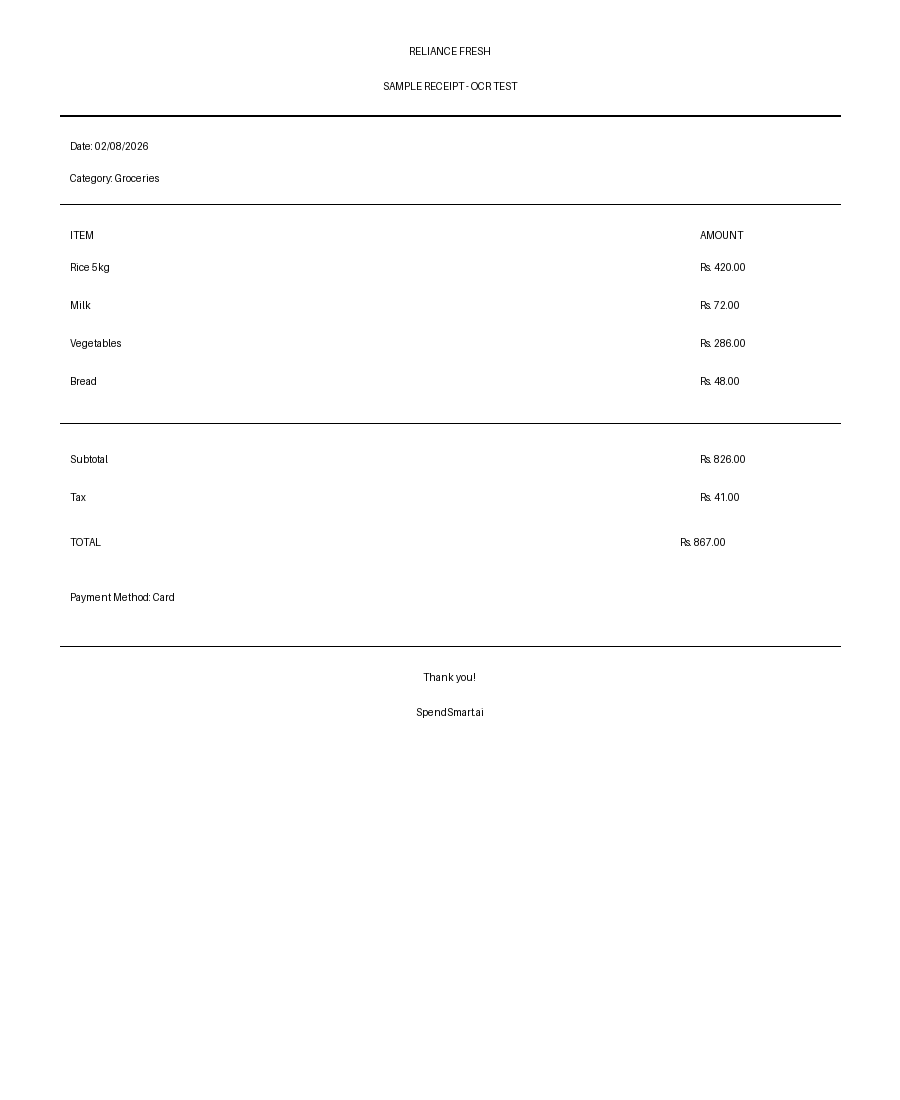 RELIANCE FRESH
SAMPLE RECEIPT - OCR TEST
Date: 02/08/2026
Category: Groceries
ITEM AMOUNT
Rice 5kg Rs. 420.00
Milk Rs. 72.00
Vegetables Rs. 286.00
Bread Rs. 48.00
Subtotal Rs. 826.00
Tax Rs. 41.00
TOTAL Rs. 867.00
Payment Method: Card
Thank you!
SpendSmart.ai